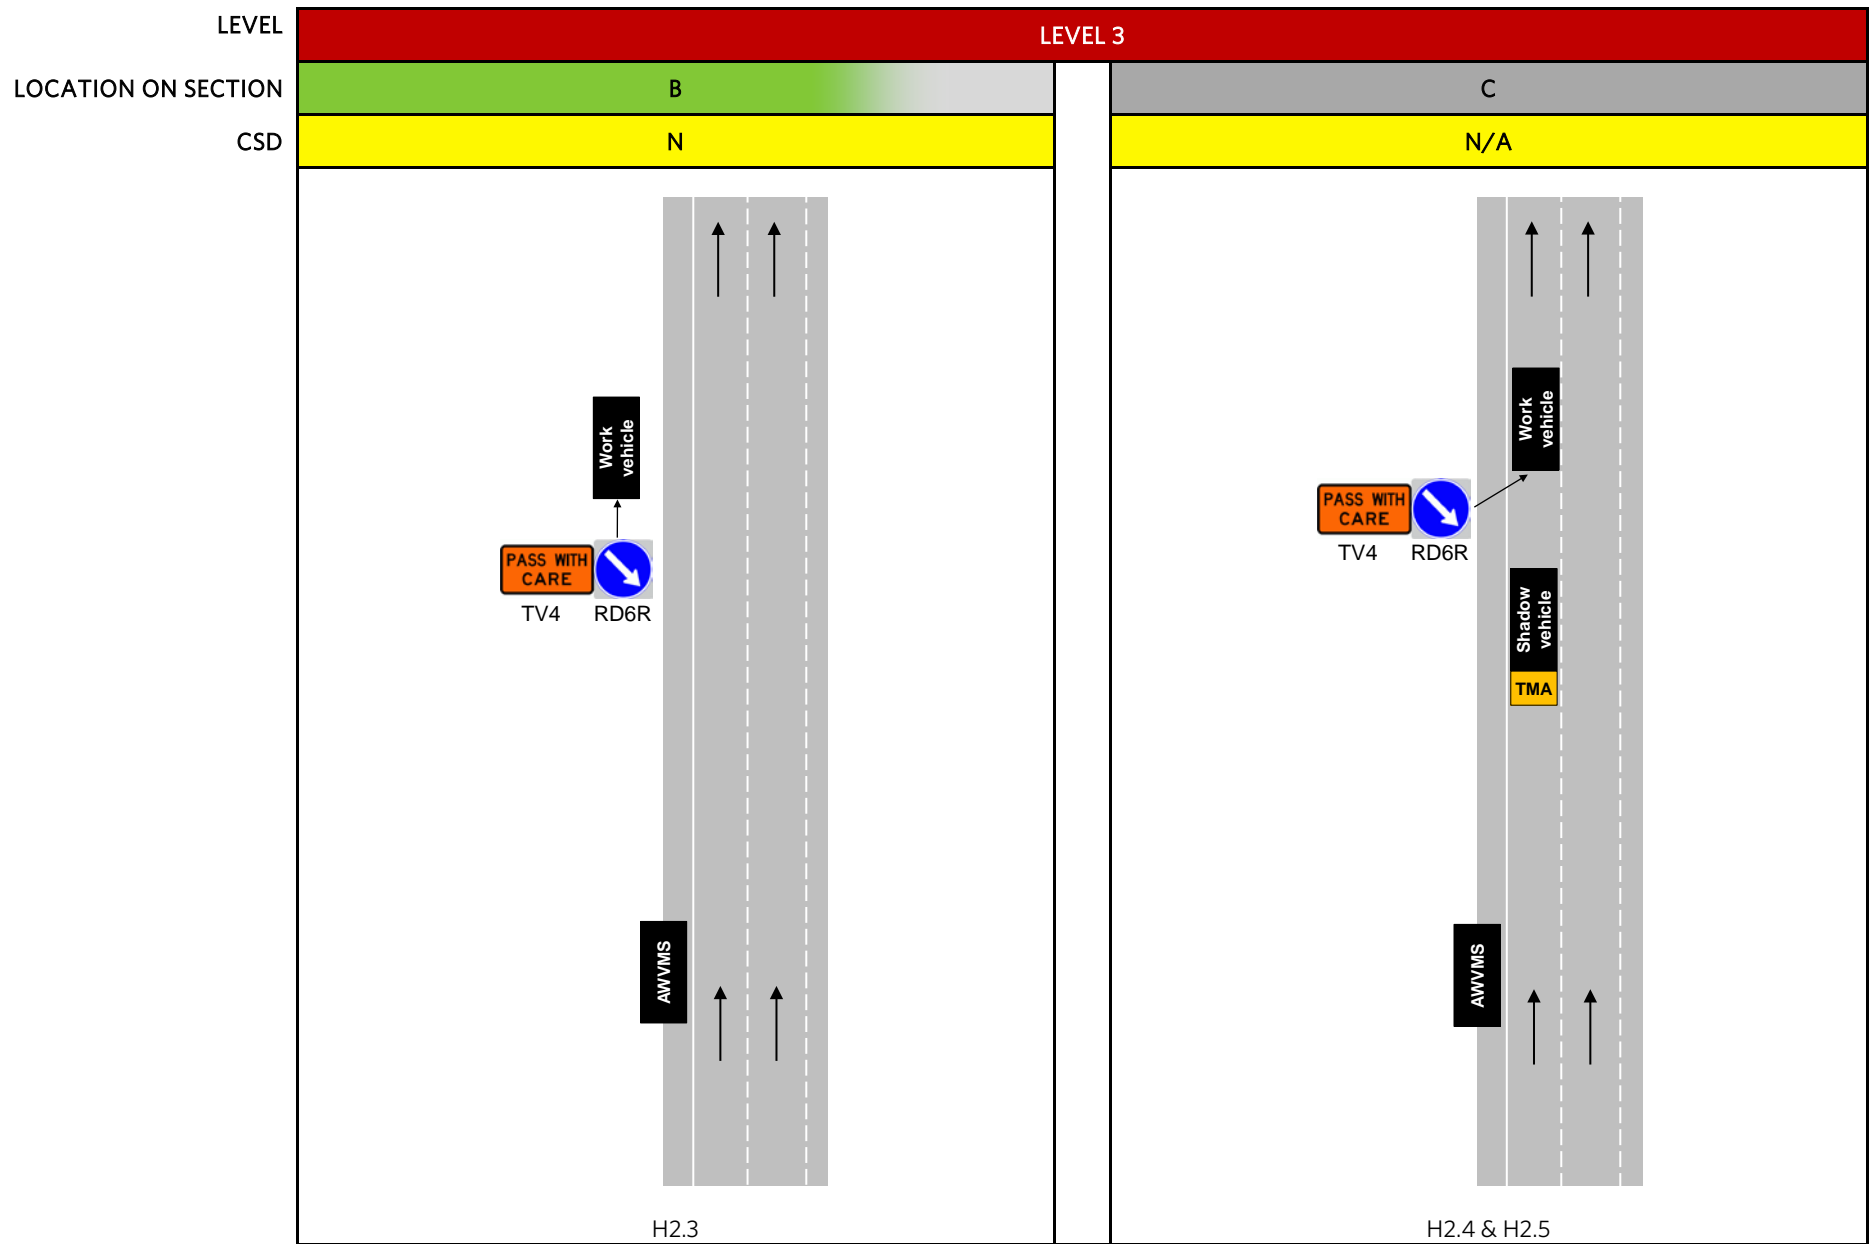 LEVEL
LEVEL 3
LOCATION ON SECTION
B
C
CSD
N
N/A
Work
vehicle
PASS WITH
CARE
TV4
RD6R
AWVMS
H2.3
Work
vehicle
PASS WITH
CARE
TV4
RD6R
Shadow
vehicle
TMA
AWVMS
H2.4 & H2.5